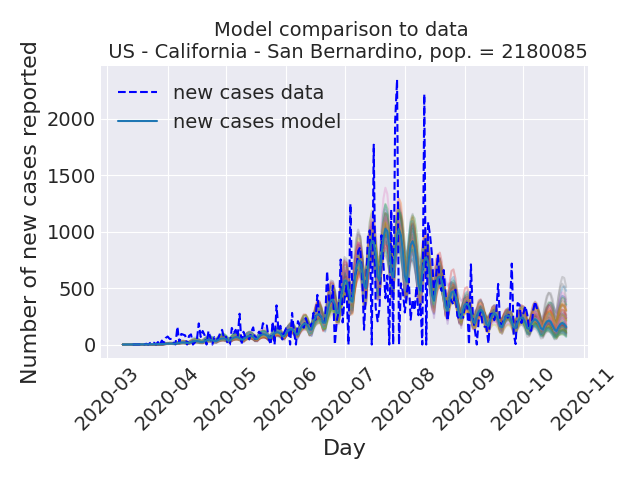 Model comparison to data
US - California - San Bernardino, pop. = 2180085
Number of new cases reported
new cases data
new cases model
2000
1500
1000
500
0
2020-03
2020-04
2020-05
2020-06
2020-07
2020-08
2020-09
2020-10
2020-11
Day